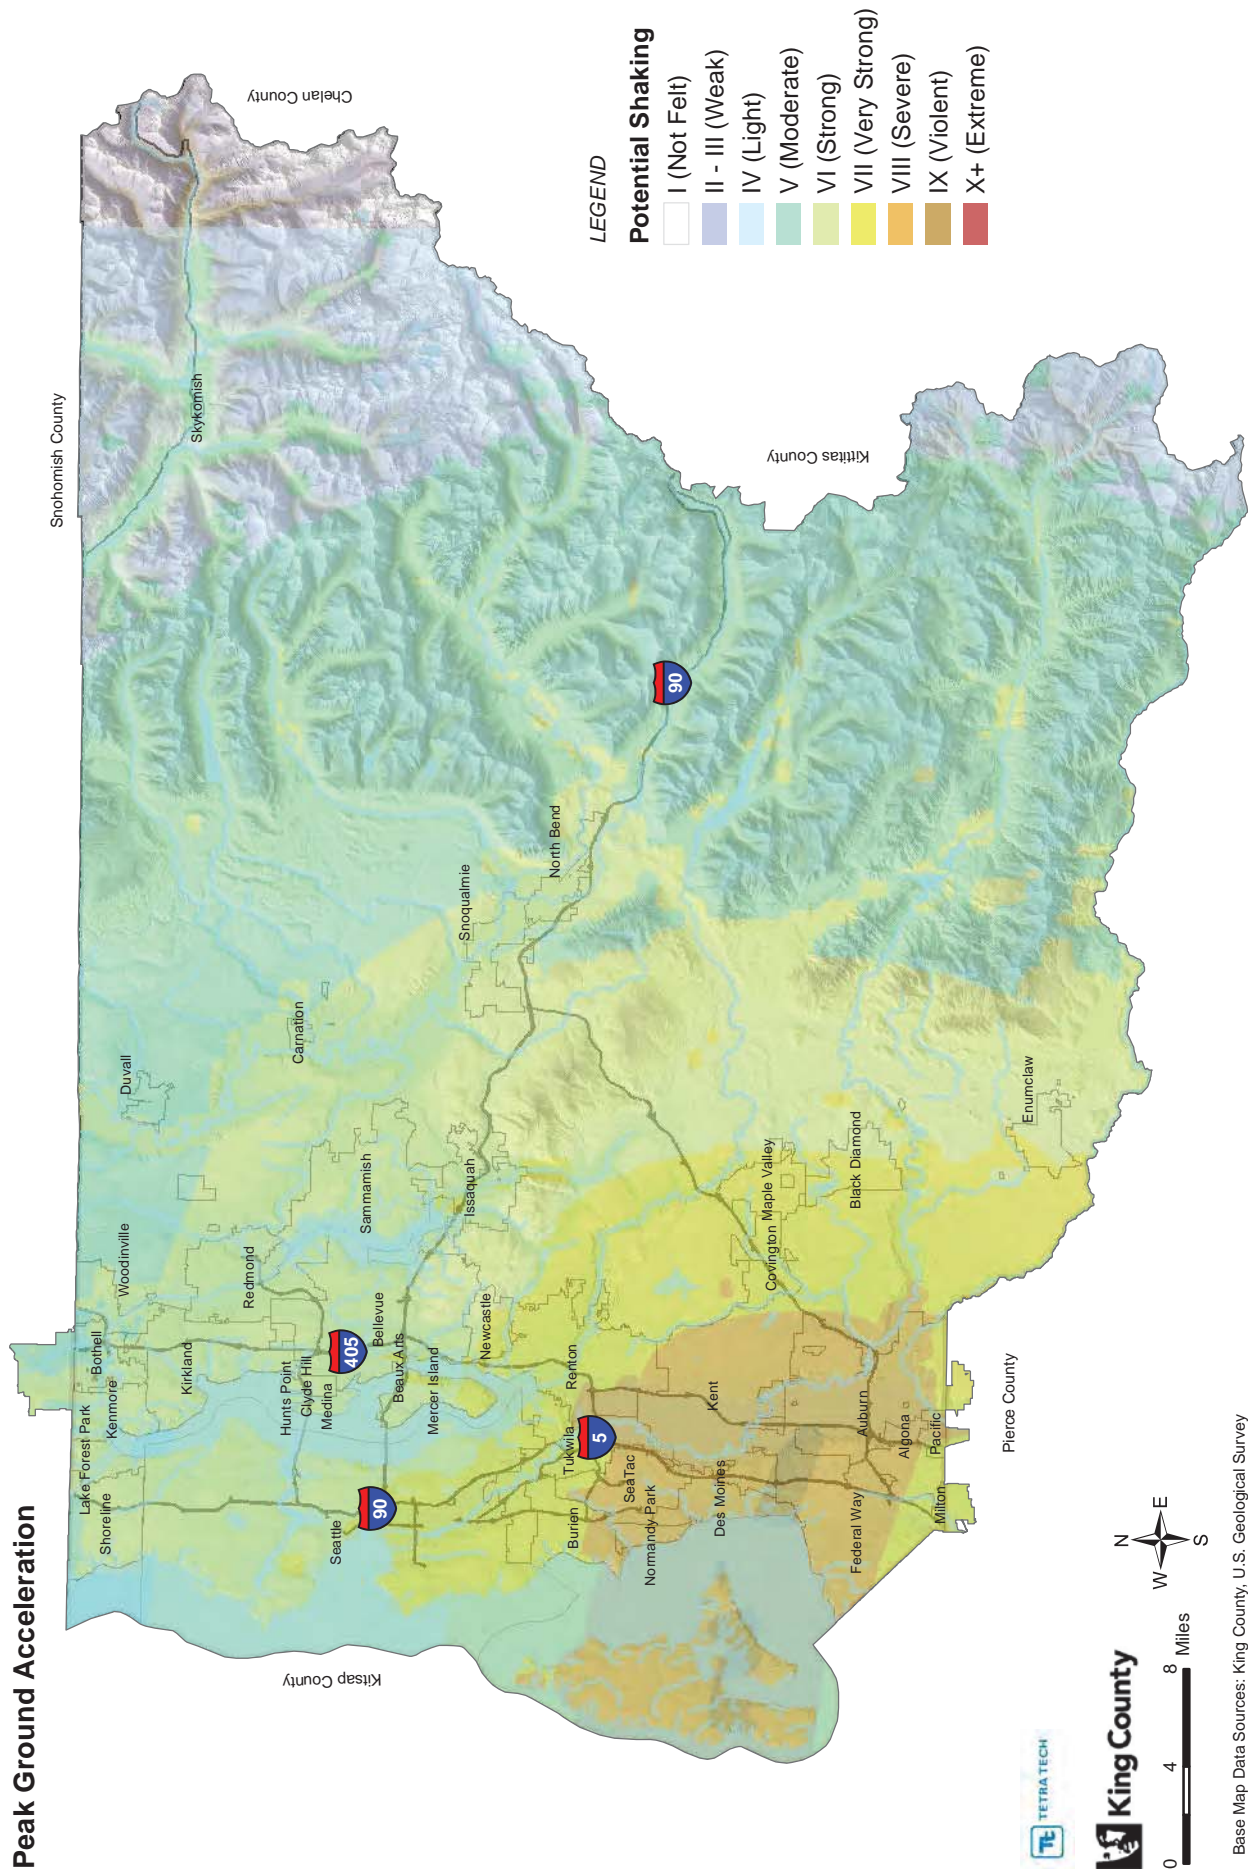 Peak Ground Acceleration
Snohomish County
Chelan County
Kittitas County
Kitsap County
Pierce County
Skykomish
Duvall
Carnation
Woodinville
Bothell
Kenmore
Lake Forest Park
Shoreline
Kirkland
Redmond
Sammamish
Hunts Point
Clyde Hill
Medina
405
Bellevue
Beaux Arts
Mercer Island
Seattle
90
Newcastle
Issaquah
Snoqualmie
North Bend
90
Renton
Tukwila
5
Burien
SeaTac
Normandy Park
Des Moines
Kent
Covington
Maple Valley
Black Diamond
Enumclaw
Auburn
Algona
Pacific
Federal Way
Milton
LEGEND
Potential Shaking
I (Not Felt)
II - III (Weak)
IV (Light)
V (Moderate)
VI (Strong)
VII (Very Strong)
VIII (Severe)
IX (Violent)
X+ (Extreme)
N
W
E
S
Tt TETRA TECH
King County
0 4 8
Miles
Base Map Data Sources: King County, U.S. Geological Survey